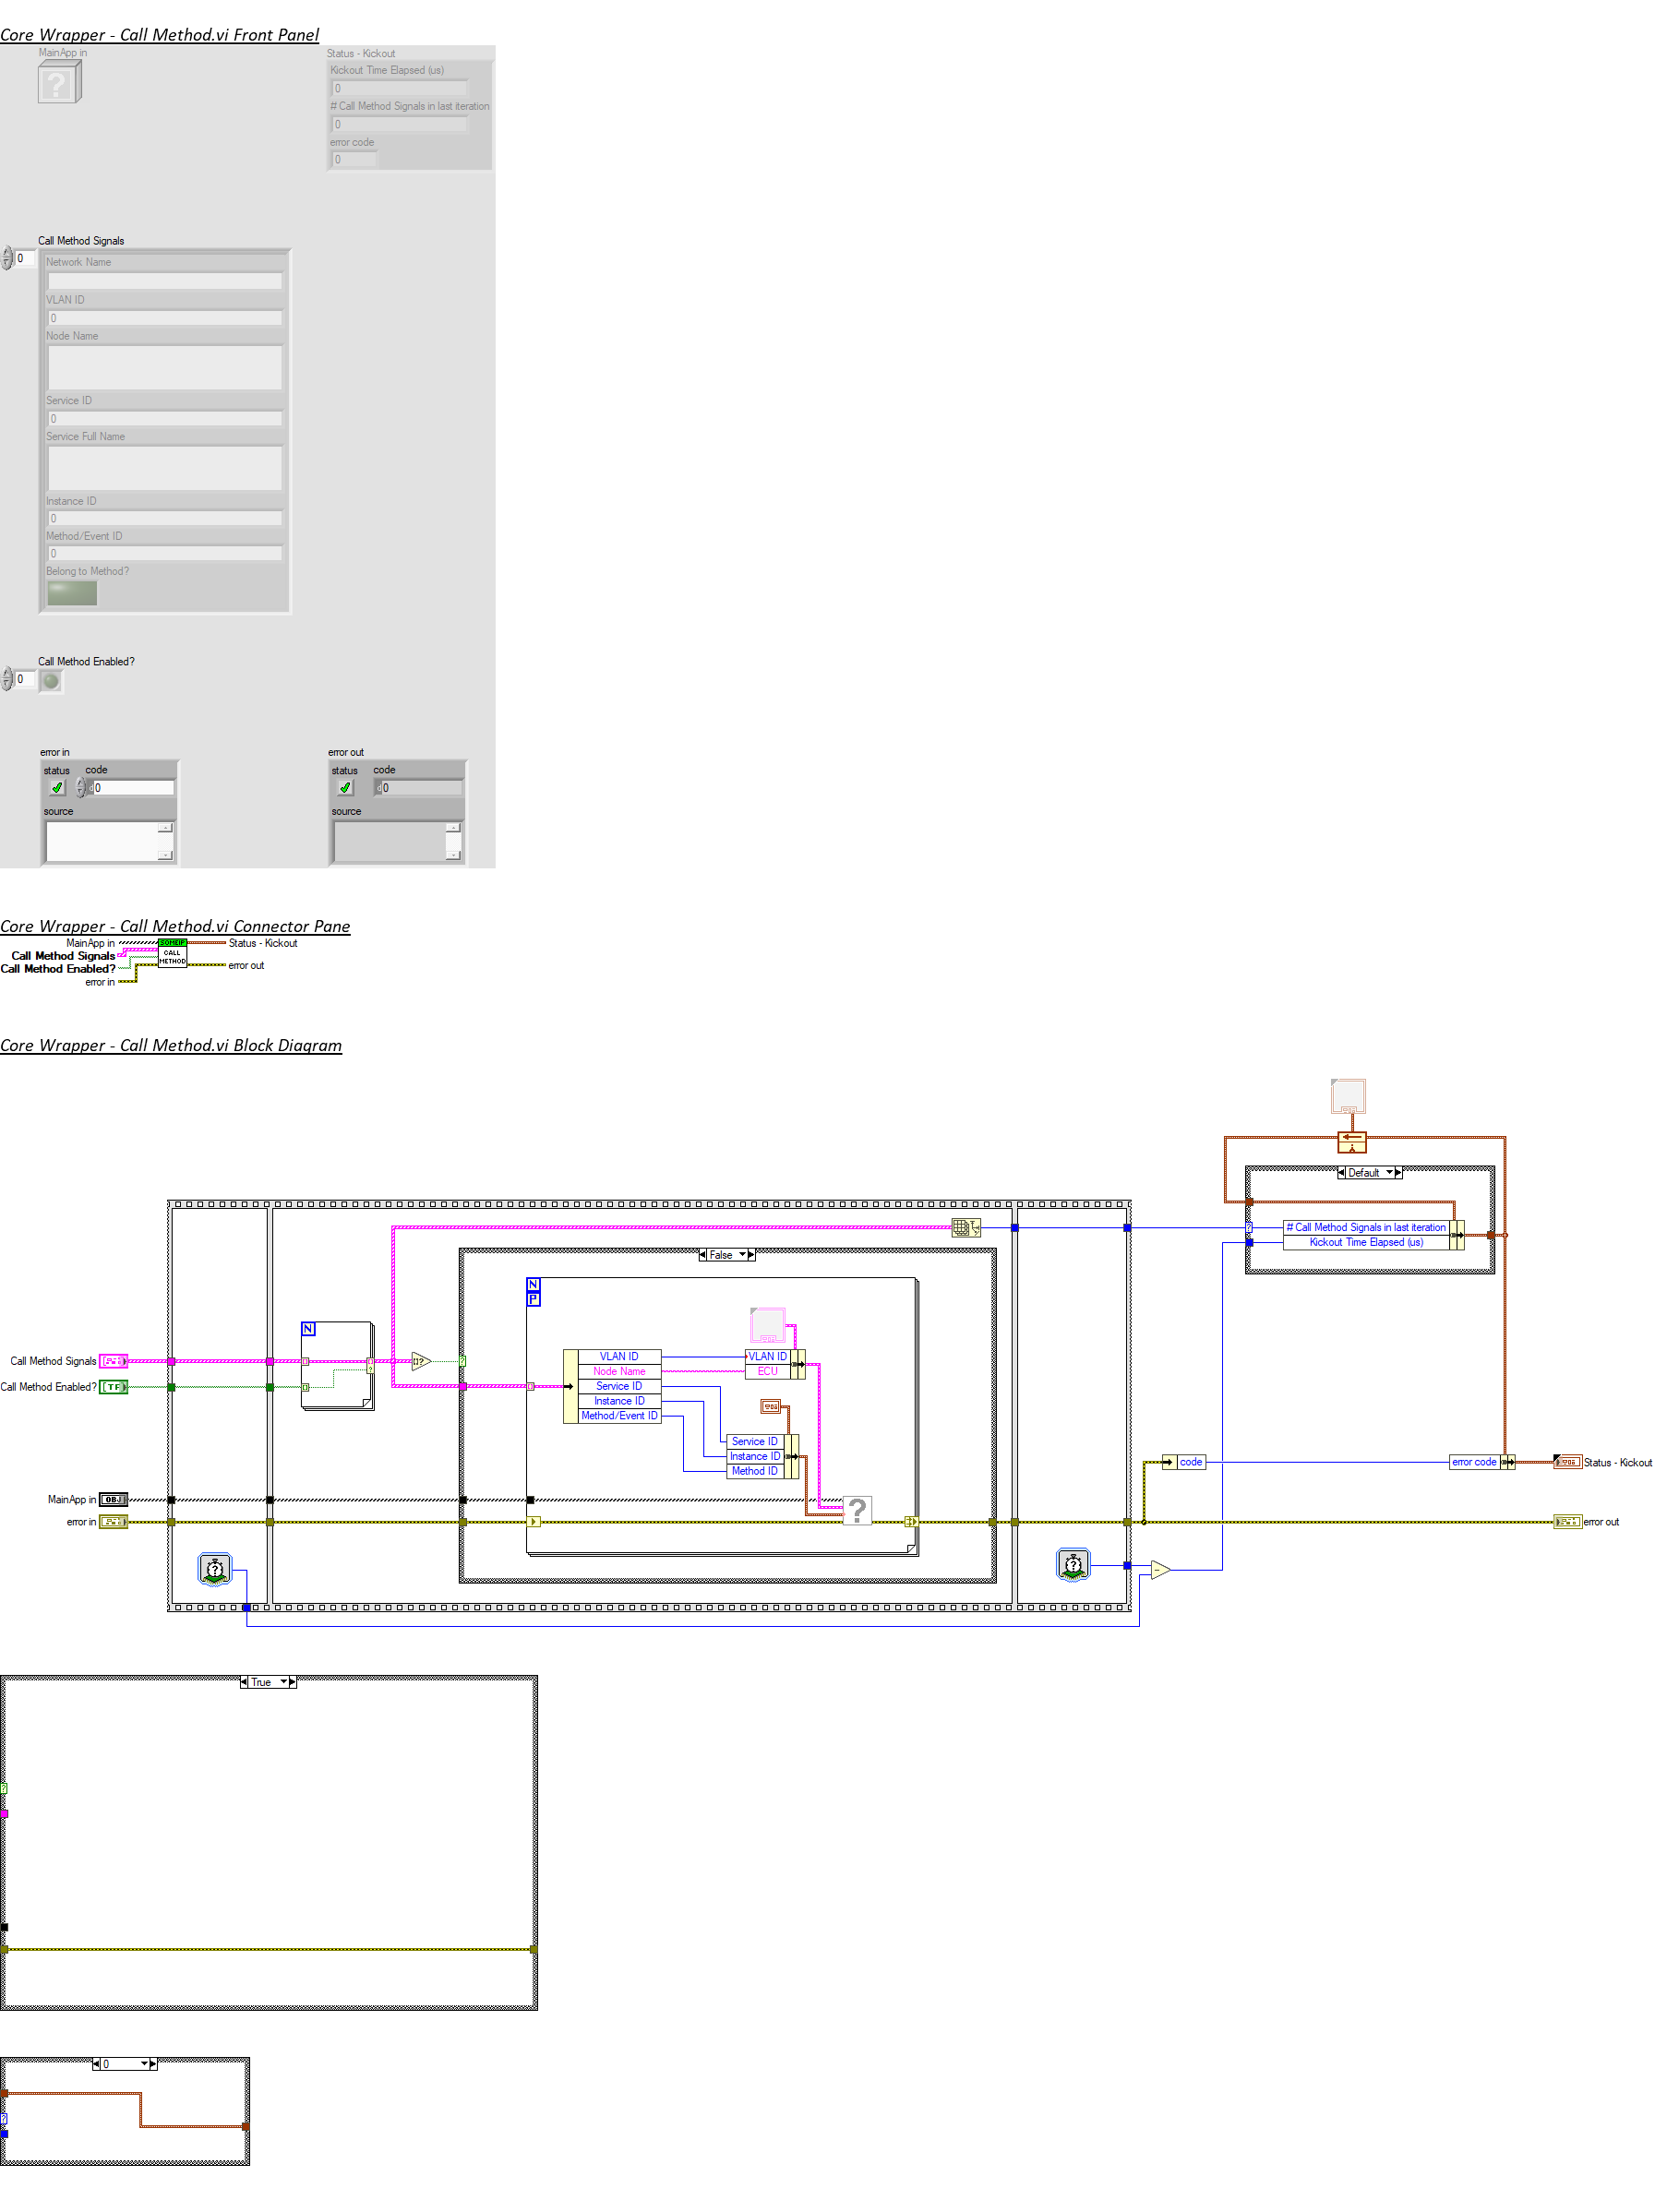 Core Wrapper - Call Method.vi Front Panel
MainApp in
Status - Kickout
Kickout Time Elapsed (us)
0
# Call Method Signals in last iteration
0
error code
0
Call Method Signals
0
Network Name
VLAN ID
0
Node Name
Service ID
0
Service Full Name
Instance ID
0
Method/Event ID
0
Belong to Method?
Call Method Enabled?
0
error in
status code
0
source
error out
status code
0
source
Core Wrapper - Call Method.vi Connector Pane
MainApp in
Call Method Signals
Call Method Enabled?
error in
SOME/IP
CALL
METHOD
Status - Kickout
error out
Core Wrapper - Call Method.vi Block Diagram
Default
# Call Method Signals in last iteration
Kickout Time Elapsed (us)
False
N
P
N
VLAN ID
Node Name
Service ID
Instance ID
Method/Event ID
VLAN ID
ECU
Service ID
Instance ID
Method ID
Call Method Signals
Call Method Enabled?
TF
MainApp in
OBJ
error in
code
error code
Status - Kickout
error out
True
0